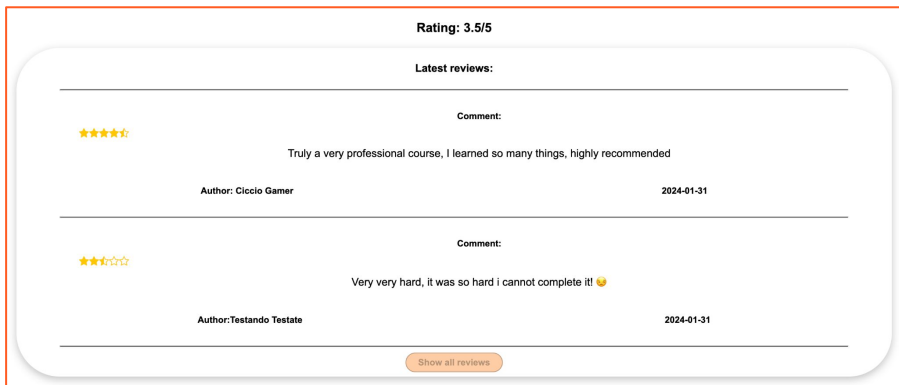 Rating: 3.5/5
Latest reviews:
Comment:
Truly a very professional course, I learned so many things, highly recommended
Author: Ciccio Gamer 2024-01-31
Comment:
Very very hard, it was so hard i cannot complete it! 😏
Author:Testando Testate 2024-01-31
Show all reviews